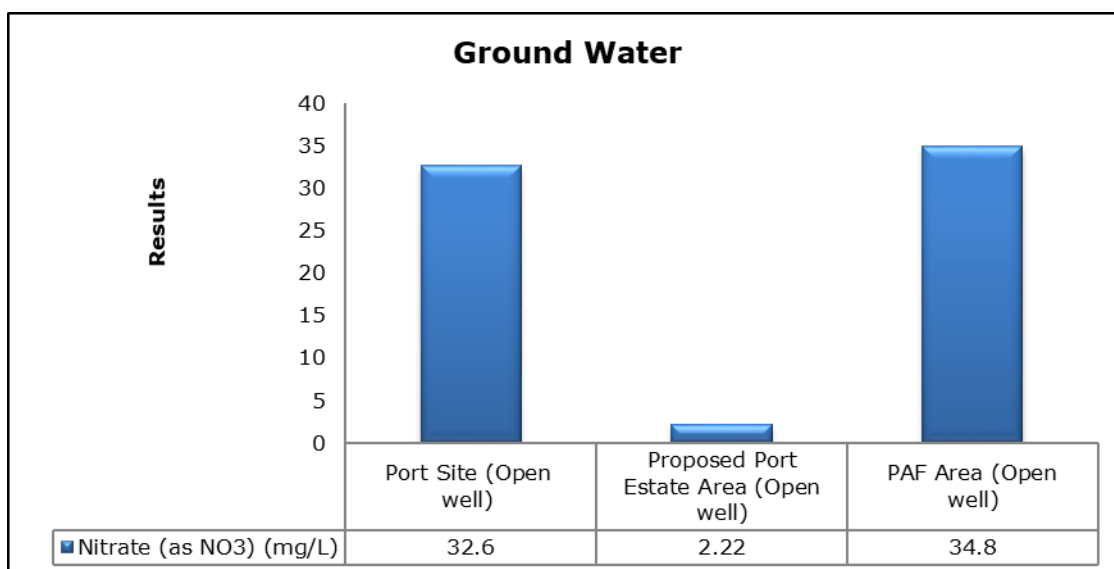 Ground Water
Results
40
35
30
25
20
15
10
5
0
Port Site (Open
well)
Proposed Port
Estate Area (Open
well)
PAF Area (Open
well)
Nitrate (as NO3) (mg/L)
32.6
2.22
34.8